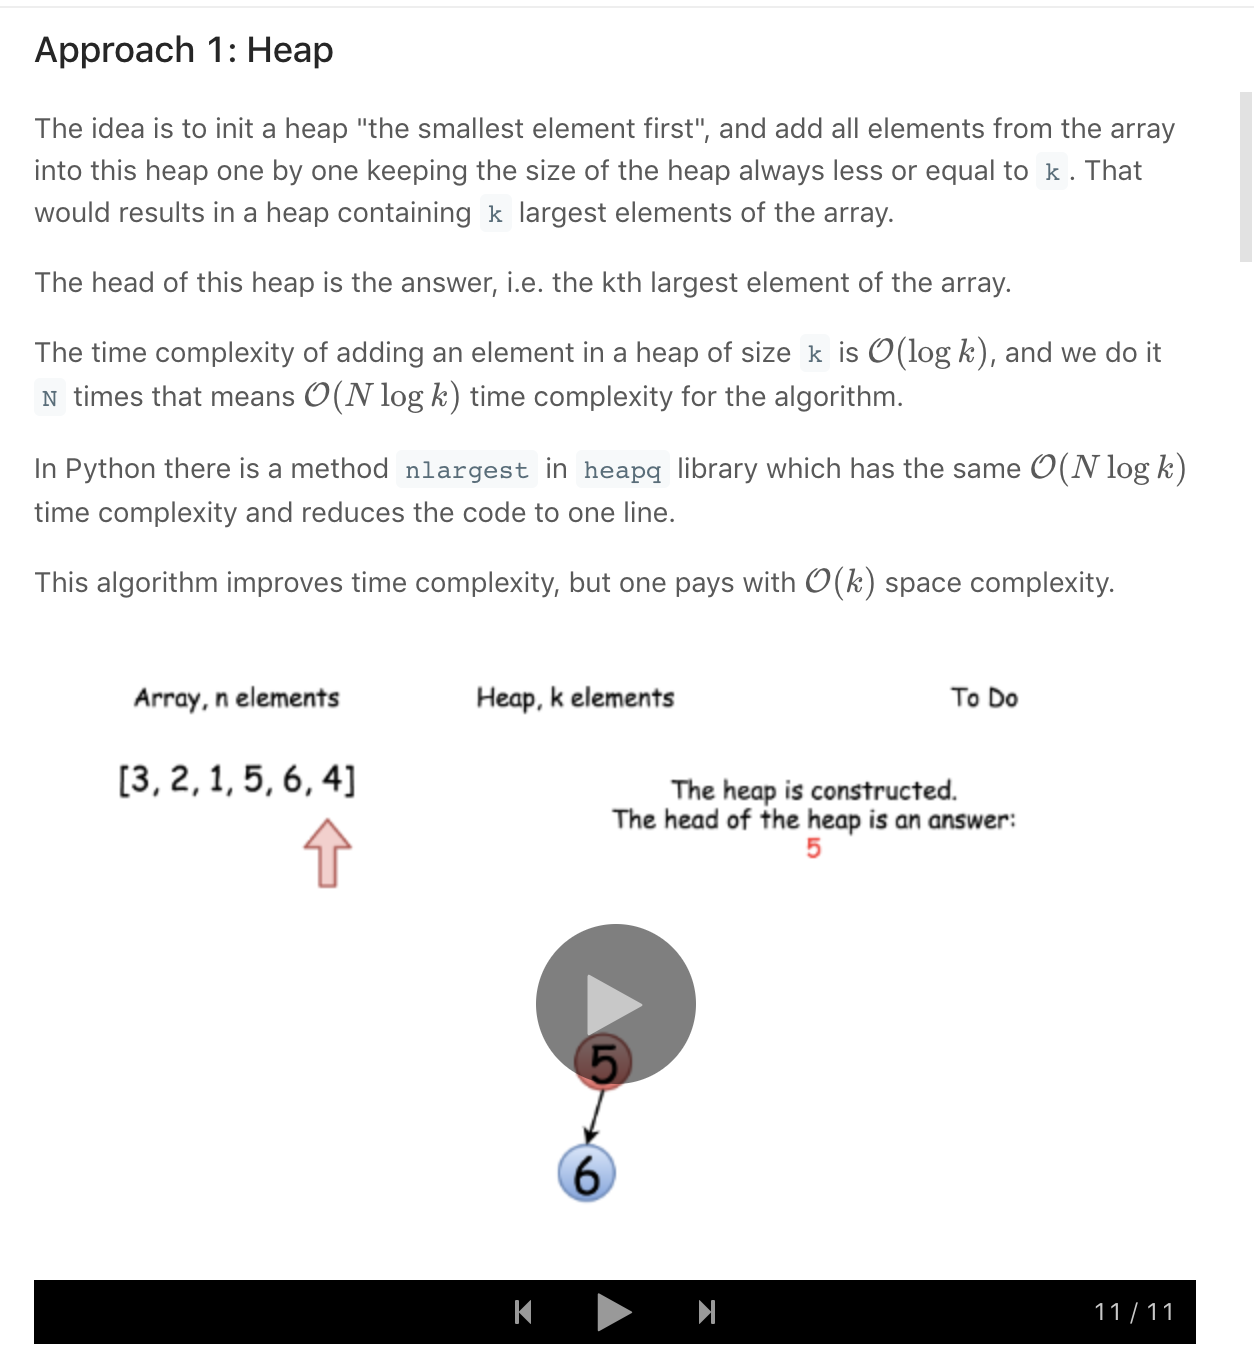 Approach 1: Heap
The idea is to init a heap "the smallest element first", and add all elements from the array
into this heap one by one keeping the size of the heap always less or equal to k . That
would results in a heap containing k largest elements of the array.
The head of this heap is the answer, i.e. the kth largest element of the array.
The time complexity of adding an element in a heap of size k is O(log k), and we do it
N times that means O(N log k) time complexity for the algorithm.
In Python there is a method nlargest in heapq library which has the same O(N log k)
time complexity and reduces the code to one line.
This algorithm improves time complexity, but one pays with O(k) space complexity.
Array, n elements
Heap, k elements
To Do
[3, 2, 1, 5, 6, 4]
The heap is constructed.
The head of the heap is an answer:
5
5
6
11 / 11